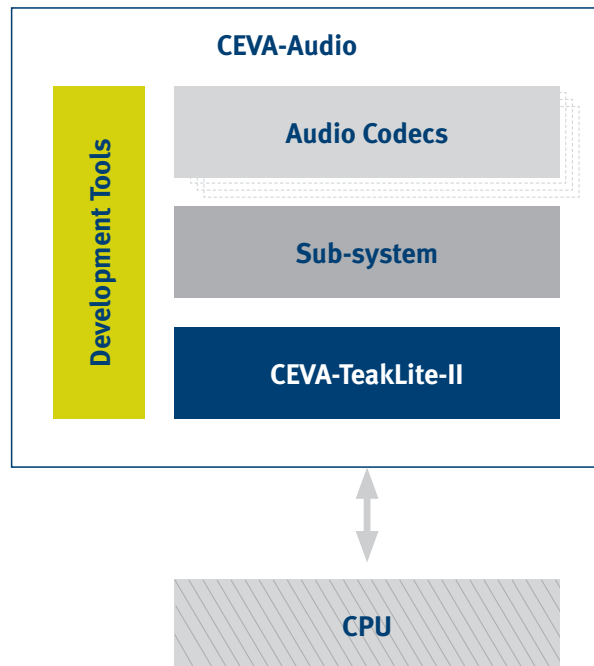 CEVA-Audio
Development Tools
Audio Codecs
Sub-system
CEVA-TeakLite-II
CPU